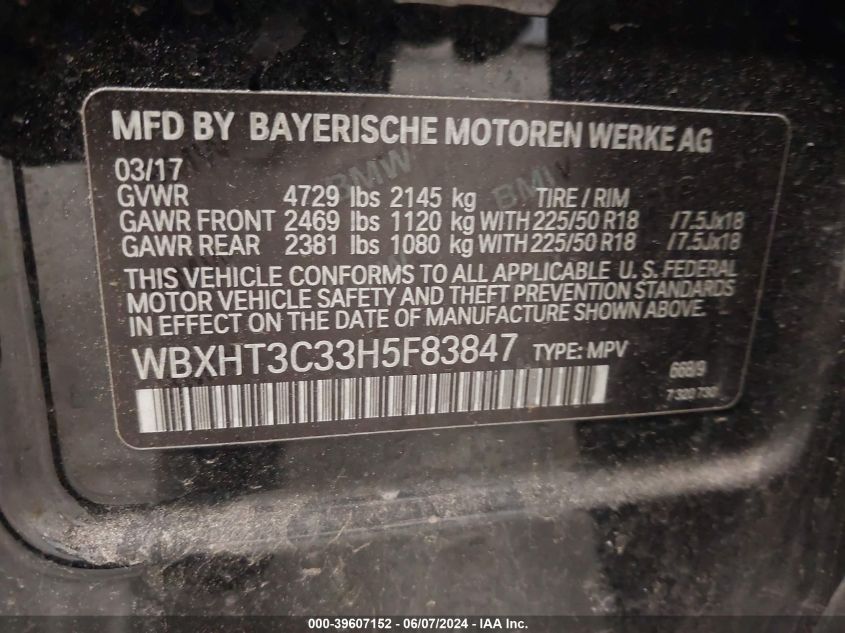 MFD BY BAYERISCHE MOTOREN WERKE AG
03/17
GVWR 4729 lbs 2145 kg TIRE / RIM
GAWR FRONT 2469 lbs 1120 kg WITH 225/50 R18 /7.5Jx18
GAWR REAR 2381 lbs 1080 kg WITH 225/50 R18 /7.5Jx18
THIS VEHICLE CONFORMS TO ALL APPLICABLE U. S. FEDERAL
MOTOR VEHICLE SAFETY AND THEFT PREVENTION STANDARDS
IN EFFECT ON THE DATE OF MANUFACTURE SHOWN ABOVE.
WBXHT3C33H5F83847 TYPE: MPV
BMW
BMW
000-39607152 - 06/07/2024 - IAA Inc.